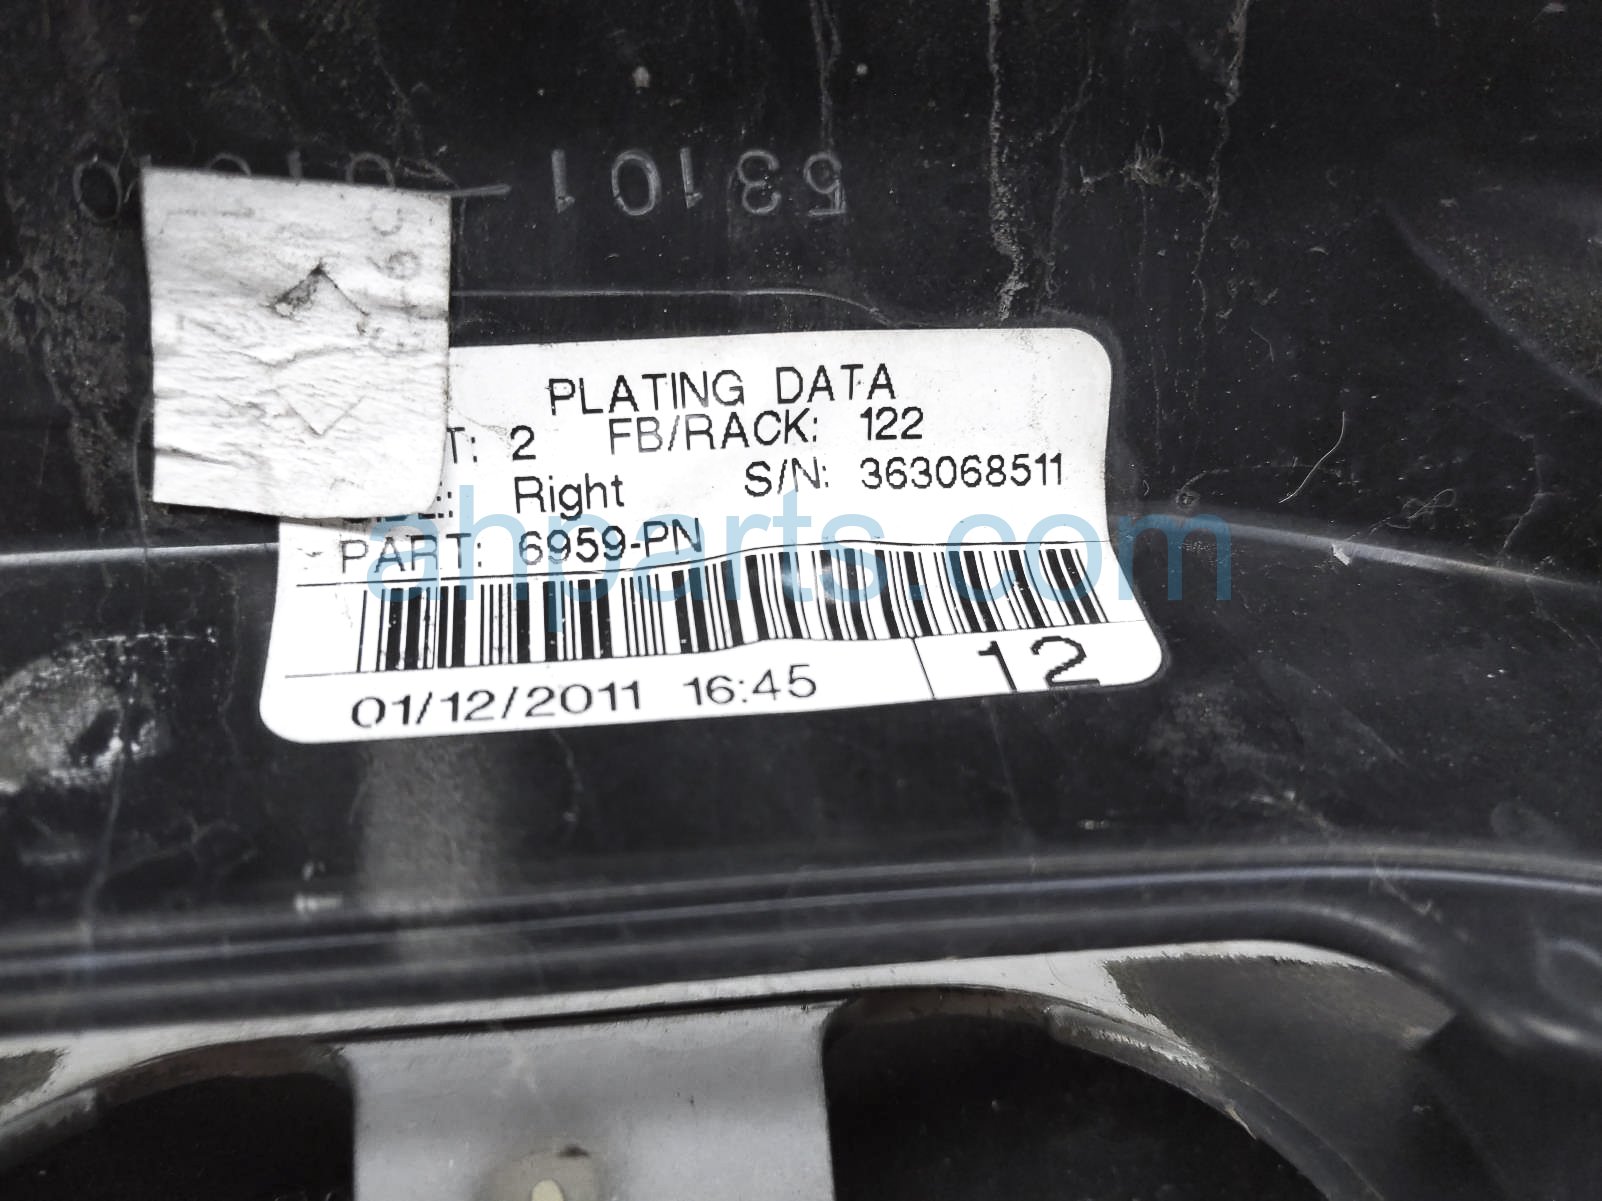 53101
PLATING DATA
T: 2 FB/RACK: 122
E: Right S/N: 363068511
PART: 6959-PN
01/12/2011 16:45
12
ahparts.com